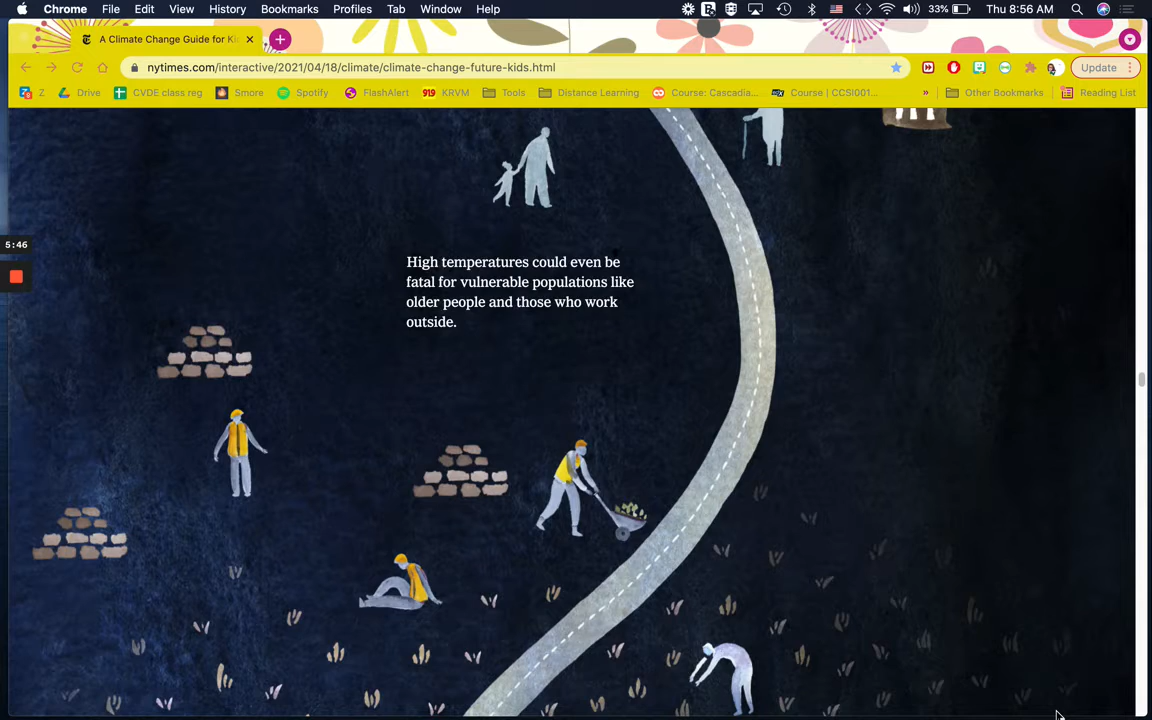 Chrome File Edit View History Bookmarks Profiles Tab Window Help 33% Thu 8:56 AM
A Climate Change Guide for Ki
nytimes.com/interactive/2021/04/18/climate/climate-change-future-kids.html Update
Z Drive CVDE class reg Smore Spotify FlashAlert 919 KRVM Tools Distance Learning Course: Cascadia... Course | CCSI001... » Other Bookmarks Reading List
5:46
High temperatures could even be
fatal for vulnerable populations like
older people and those who work
outside.